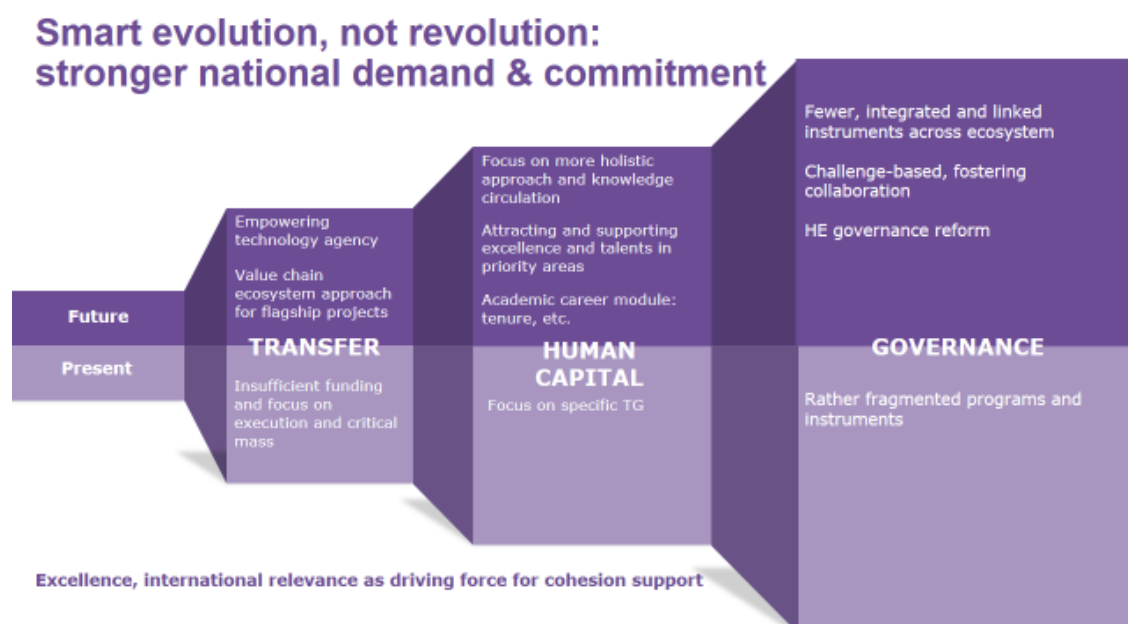 Smart evolution, not revolution:
stronger national demand & commitment
Future
Present
Empowering
technology agency
Value chain
ecosystem approach
for flagship projects
TRANSFER
Insufficient funding
and focus on
execution and critical
mass
Focus on more holistic
approach and knowledge
circulation
Attracting and supporting
excellence and talents in
priority areas
Academic career module:
tenure, etc.
HUMAN
CAPITAL
Focus on specific TG
Fewer, integrated and linked
instruments across ecosystem
Challenge-based, fostering
collaboration
HE governance reform
GOVERNANCE
Rather fragmented programs and
instruments
Excellence, international relevance as driving force for cohesion support